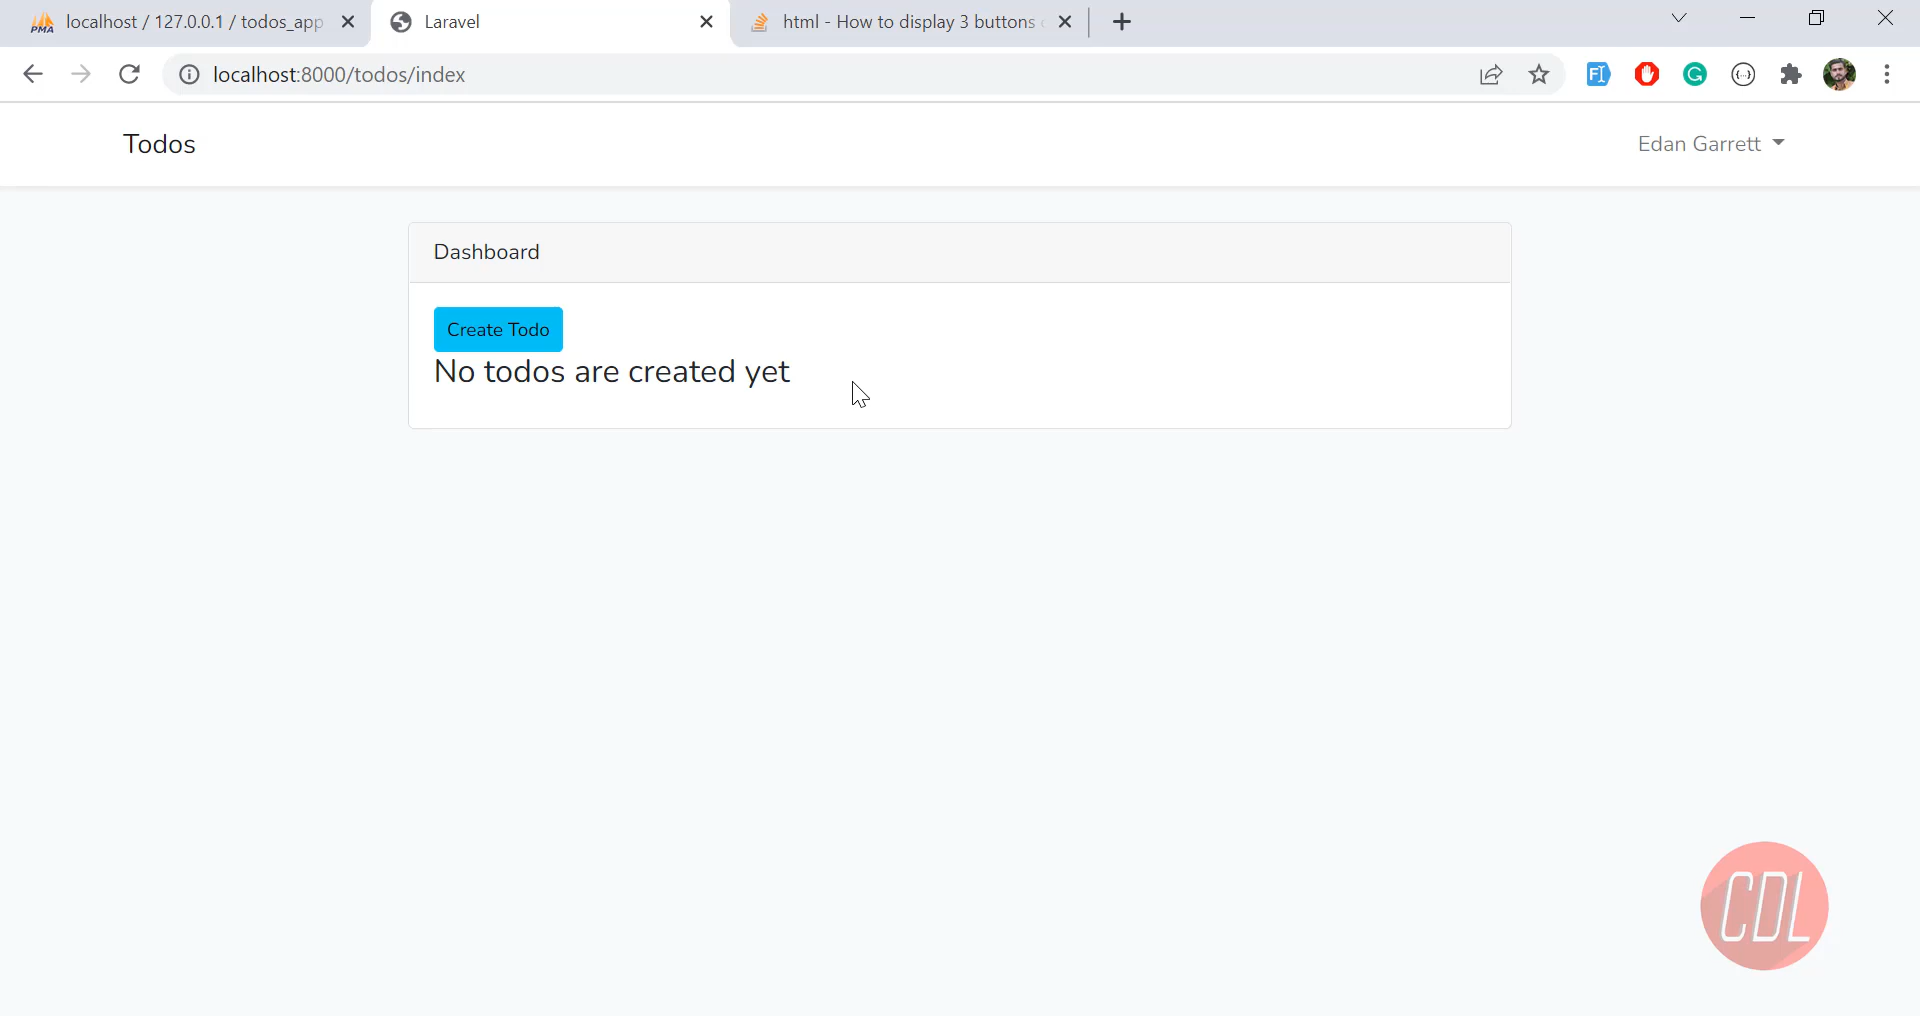 PMA localhost / 127.0.0.1 / todos_app
Laravel
html - How to display 3 buttons
localhost:8000/todos/index
Todos
Edan Garrett
Dashboard
Create Todo
No todos are created yet
CDL